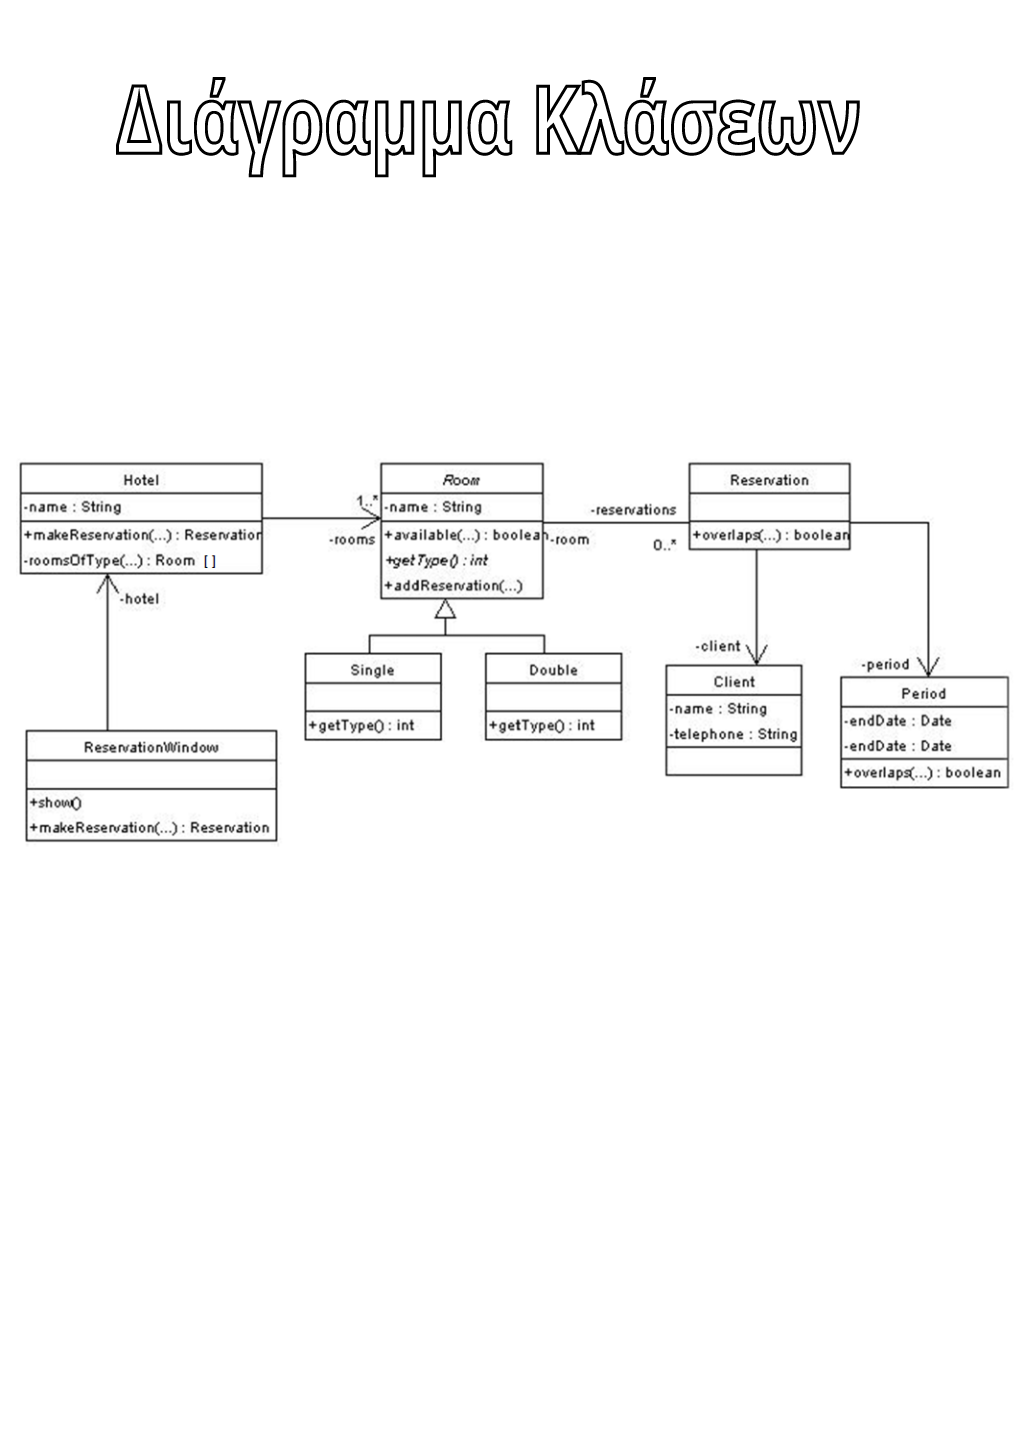 Διάγραμμα Κλάσεων
Hotel
-name : String
+makeReservation(...) : Reservation
-roomsOfType(...) : Room [ ]
1..*
-rooms
Room
-name : String
+available(...) : boolean
+getType() : int
+addReservation(...)
-reservations
-room
0..*
Reservation
+overlaps(...) : boolean
-hotel
Single
+getType() : int
Double
+getType() : int
-client
Client
-name : String
-telephone : String
-period
Period
-endDate : Date
-endDate : Date
+overlaps(...) : boolean
ReservationWindow
+show()
+makeReservation(...) : Reservation